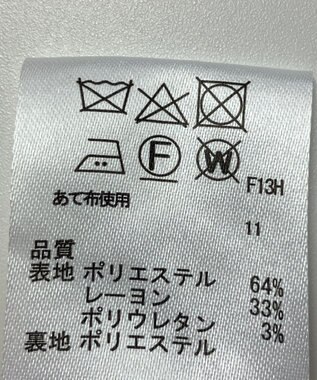 F W
F13H
あて布使用
11
品質
表地 ポリエステル 64%
レーヨン 33%
ポリウレタン 3%
裏地 ポリエステル